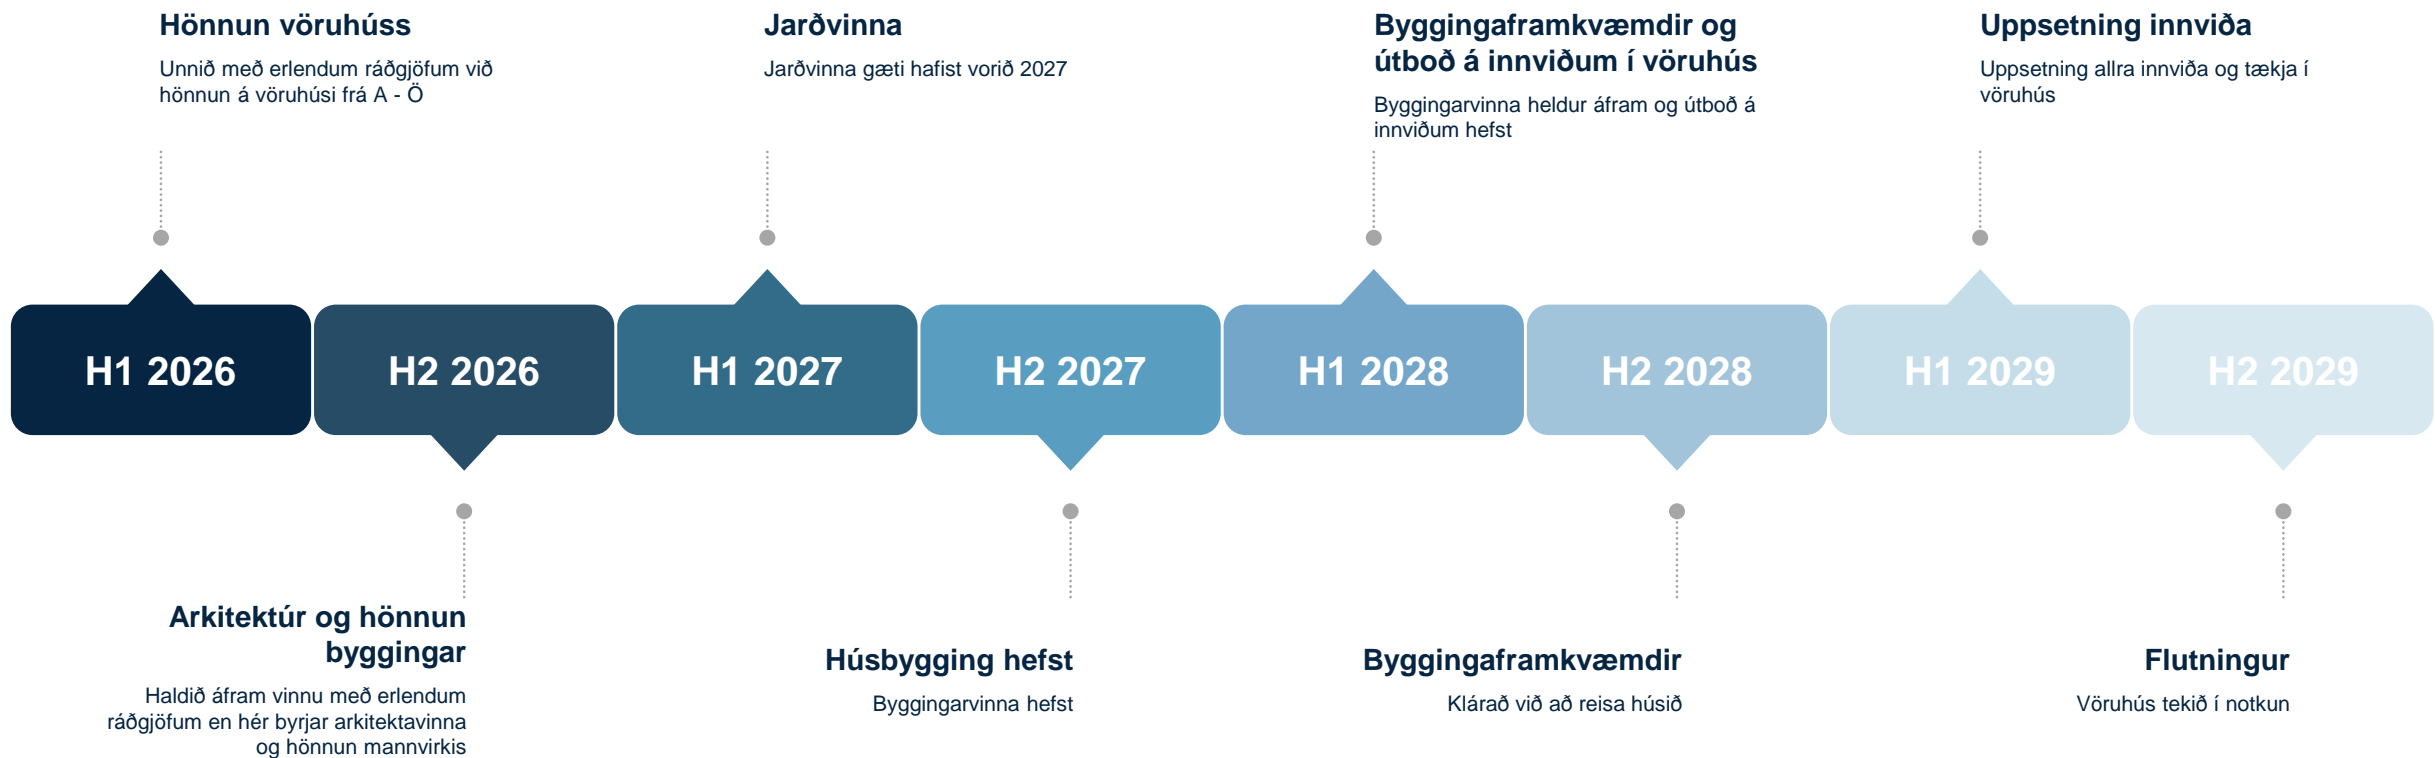 Hönnun vöruhúss
Unnið með erlendum ráðgjöfum við
hönnun á vöruhúsi frá A - Ö
Jarðvinna
Jarðvinna gæti hafist vorið 2027
Byggingaframkvæmdir og
útboð á innviðum í vöruhús
Byggingarvinna heldur áfram og útboð á
innviðum hefst
Uppsetning innviða
Uppsetning allra innviða og tækja í
vöruhús
H1 2026
H2 2026
H1 2027
H2 2027
H1 2028
H2 2028
H1 2029
H2 2029
Arkitektúr og hönnun
byggingar
Haldið áfram vinnu með erlendum
ráðgjöfum en hér byrjar arkitektavinna
og hönnun mannvirkis
Húsbygging hefst
Byggingarvinna hefst
Byggingaframkvæmdir
Klárað við að reisa húsið
Flutningur
Vöruhús tekið í notkun